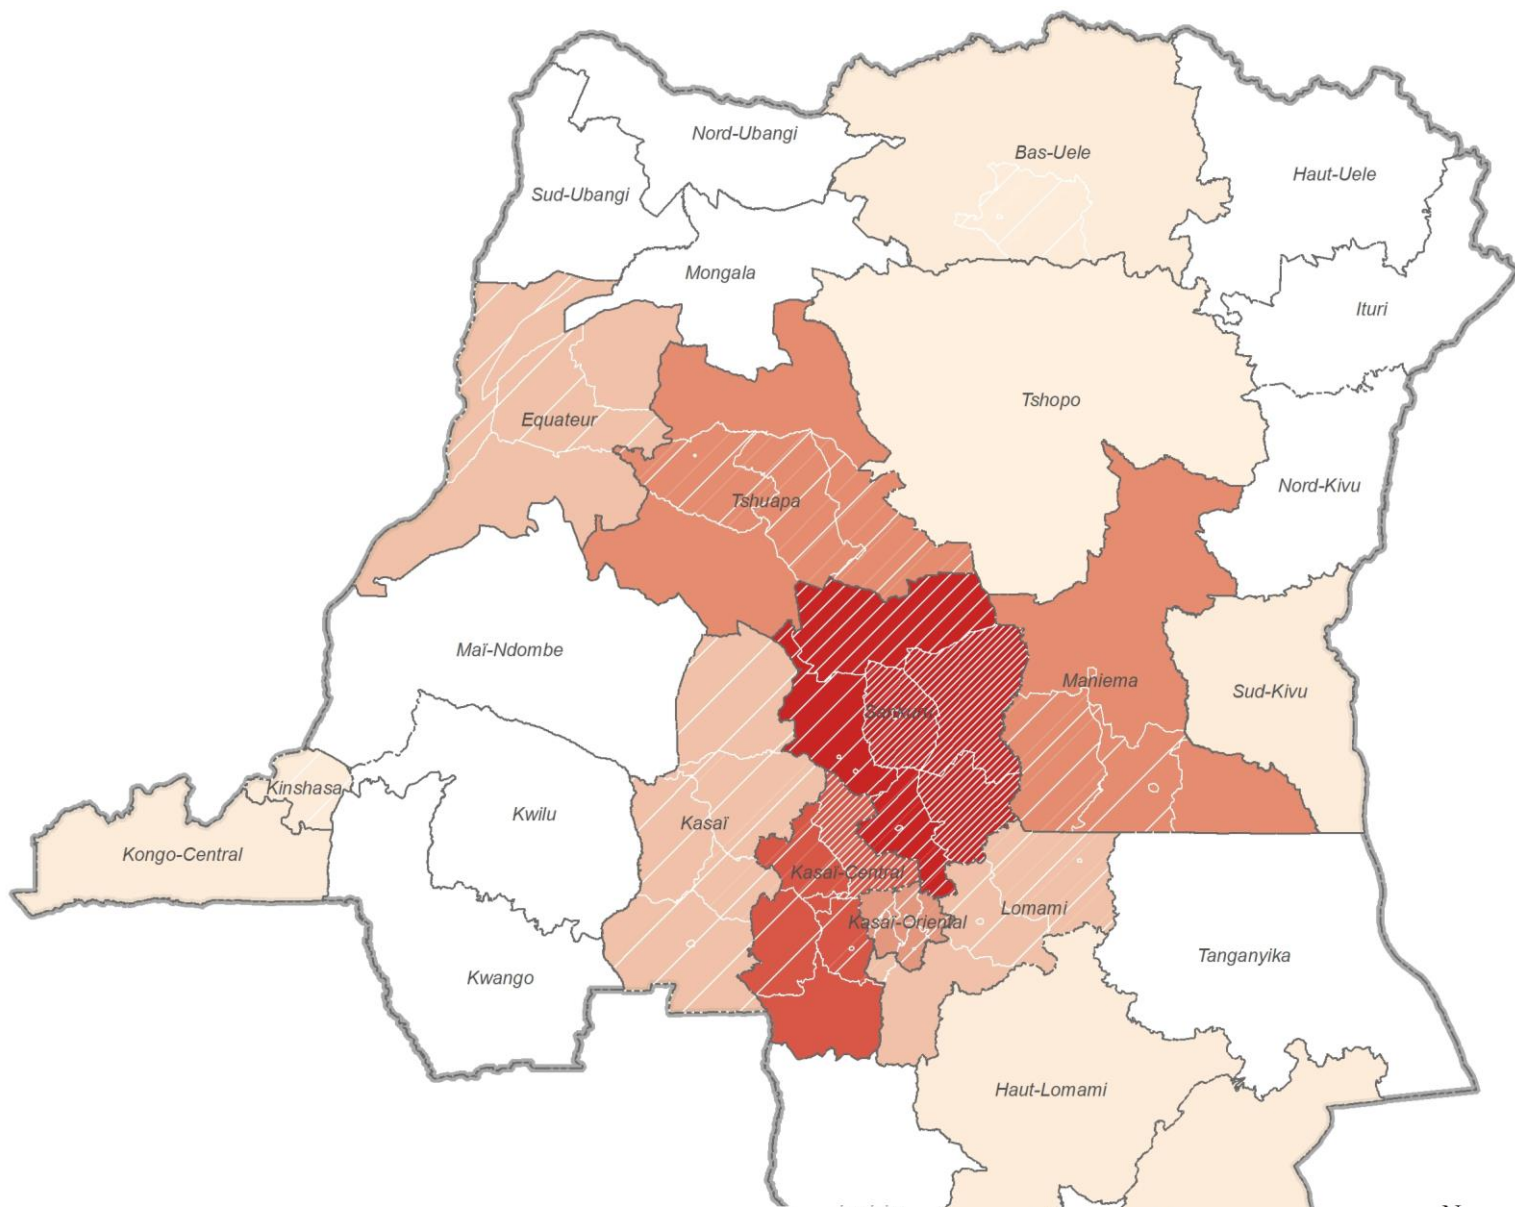 Nord-Ubangi
Bas-Uele
Haut-Uele
Sud-Ubangi
Mongala
Ituri
Tshopo
Equateur
Nord-Kivu
Tshuapa
Maï-Ndombe
Maniema
Sud-Kivu
Sankuru
Kinshasa
Kwilu
Kasaï
Kongo-Central
Kasaï-Central
Lomami
Kasaï-Oriental
Tanganyika
Kwango
Haut-Lomami